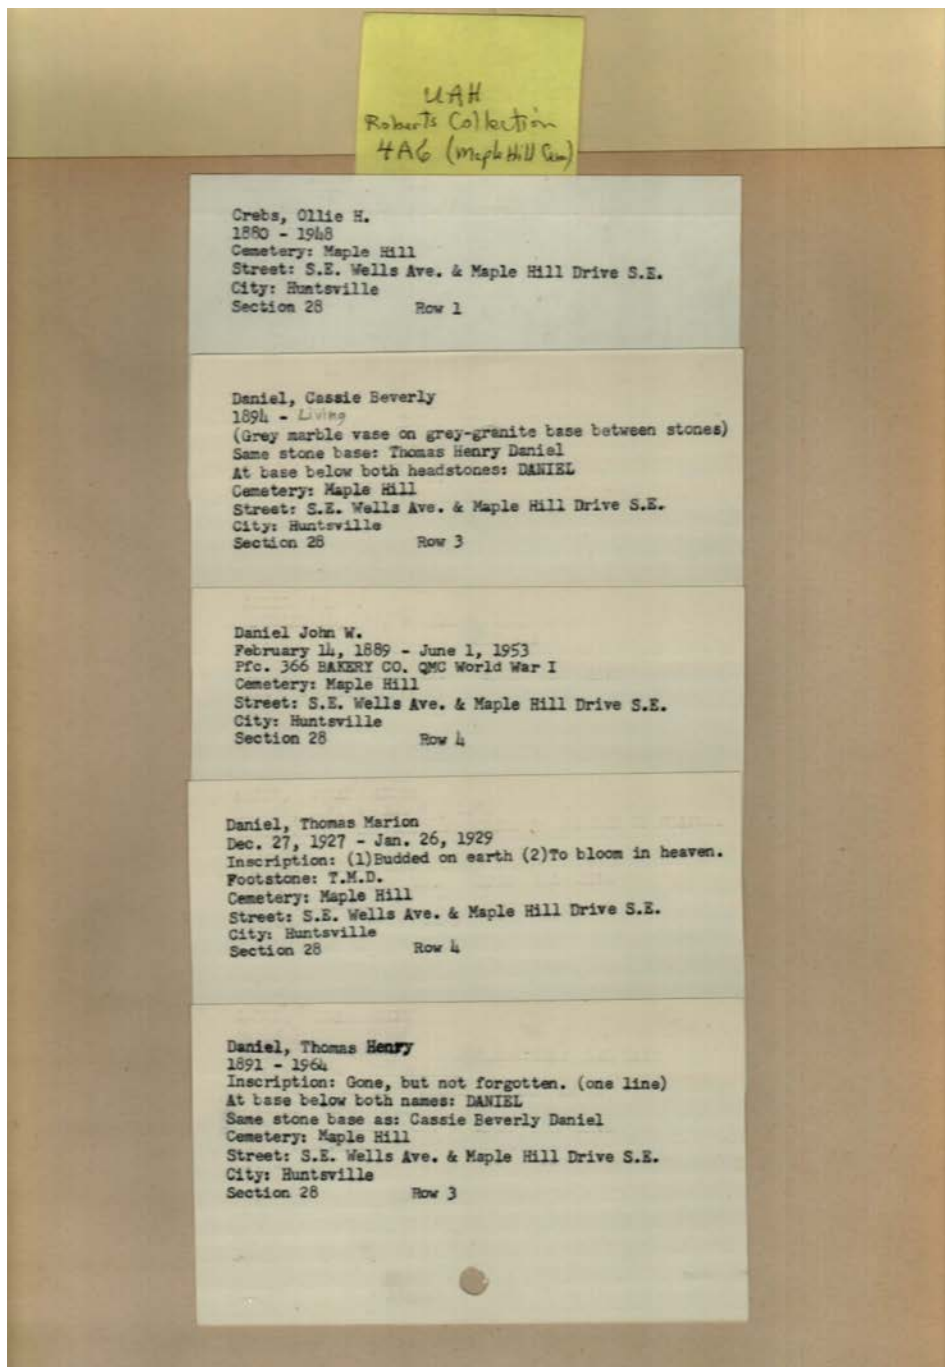 UAH
Roberts Collection
4A6 (Maple Hill Cem)
Crebs, Ollie H.
1880 - 1948
Cemetery: Maple Hill
Street: S.E. Wells Ave. & Maple Hill Drive S.E.
City: Huntsville
Section 28 Row 1
Daniel, Cassie Beverly
1894 - Living
(Grey marble vase on grey-granite base between stones)
Same stone base: Thomas Henry Daniel
At base below both headstones: DANIEL
Cemetery: Maple Hill
Street: S.E. Wells Ave. & Maple Hill Drive S.E.
City: Huntsville
Section 28 Row 3
Daniel John W.
February 14, 1889 - June 1, 1953
Pfc. 366 BAKERY CO. QMC World War I
Cemetery: Maple Hill
Street: S.E. Wells Ave. & Maple Hill Drive S.E.
City: Huntsville
Section 28 Row 4
Daniel, Thomas Marion
Dec. 27, 1927 - Jan. 26, 1929
Inscription: (1)Budded on earth (2)To bloom in heaven.
Footstone: T.M.D.
Cemetery: Maple Hill
Street: S.E. Wells Ave. & Maple Hill Drive S.E.
City: Huntsville
Section 28 Row 4
Daniel, Thomas Henry
1891 - 1964
Inscription: Gone, but not forgotten. (one line)
At base below both names: DANIEL
Same stone base as: Cassie Beverly Daniel
Cemetery: Maple Hill
Street: S.E. Wells Ave. & Maple Hill Drive S.E.
City: Huntsville
Section 28 Row 3